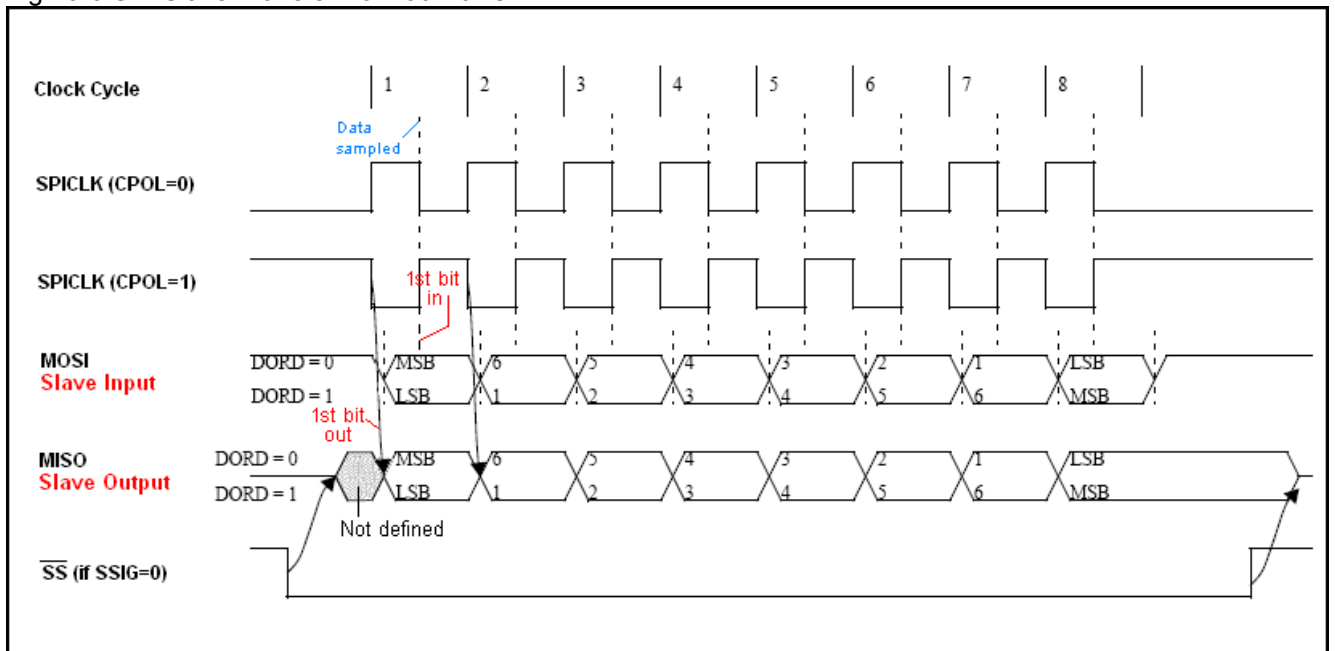 Clock Cycle 1 2 3 4 5 6 7 8
Data
sampled
SPICLK (CPOL=0)
SPICLK (CPOL=1)
1st bit
in
MOSI DORD = 0 MSB 6 5 4 3 2 1 LSB
Slave Input
DORD = 1 LSB 1 2 3 4 5 6 MSB
1st bit
out
MISO DORD = 0 MSB 6 5 4 3 2 1 LSB
Slave Output
DORD = 1 LSB 1 2 3 4 5 6 MSB
Not defined
SS (if SSIG=0)